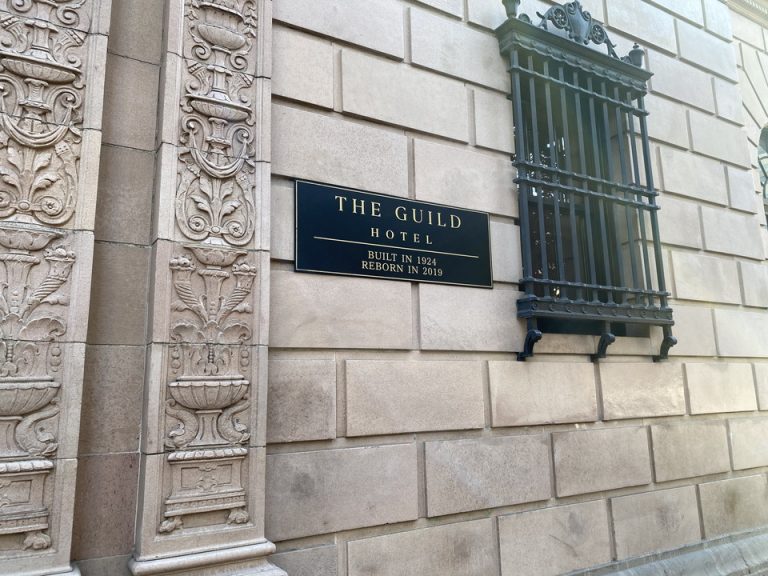 THE GUILD
HOTEL
BUILT IN 1924
REBORN IN 2019